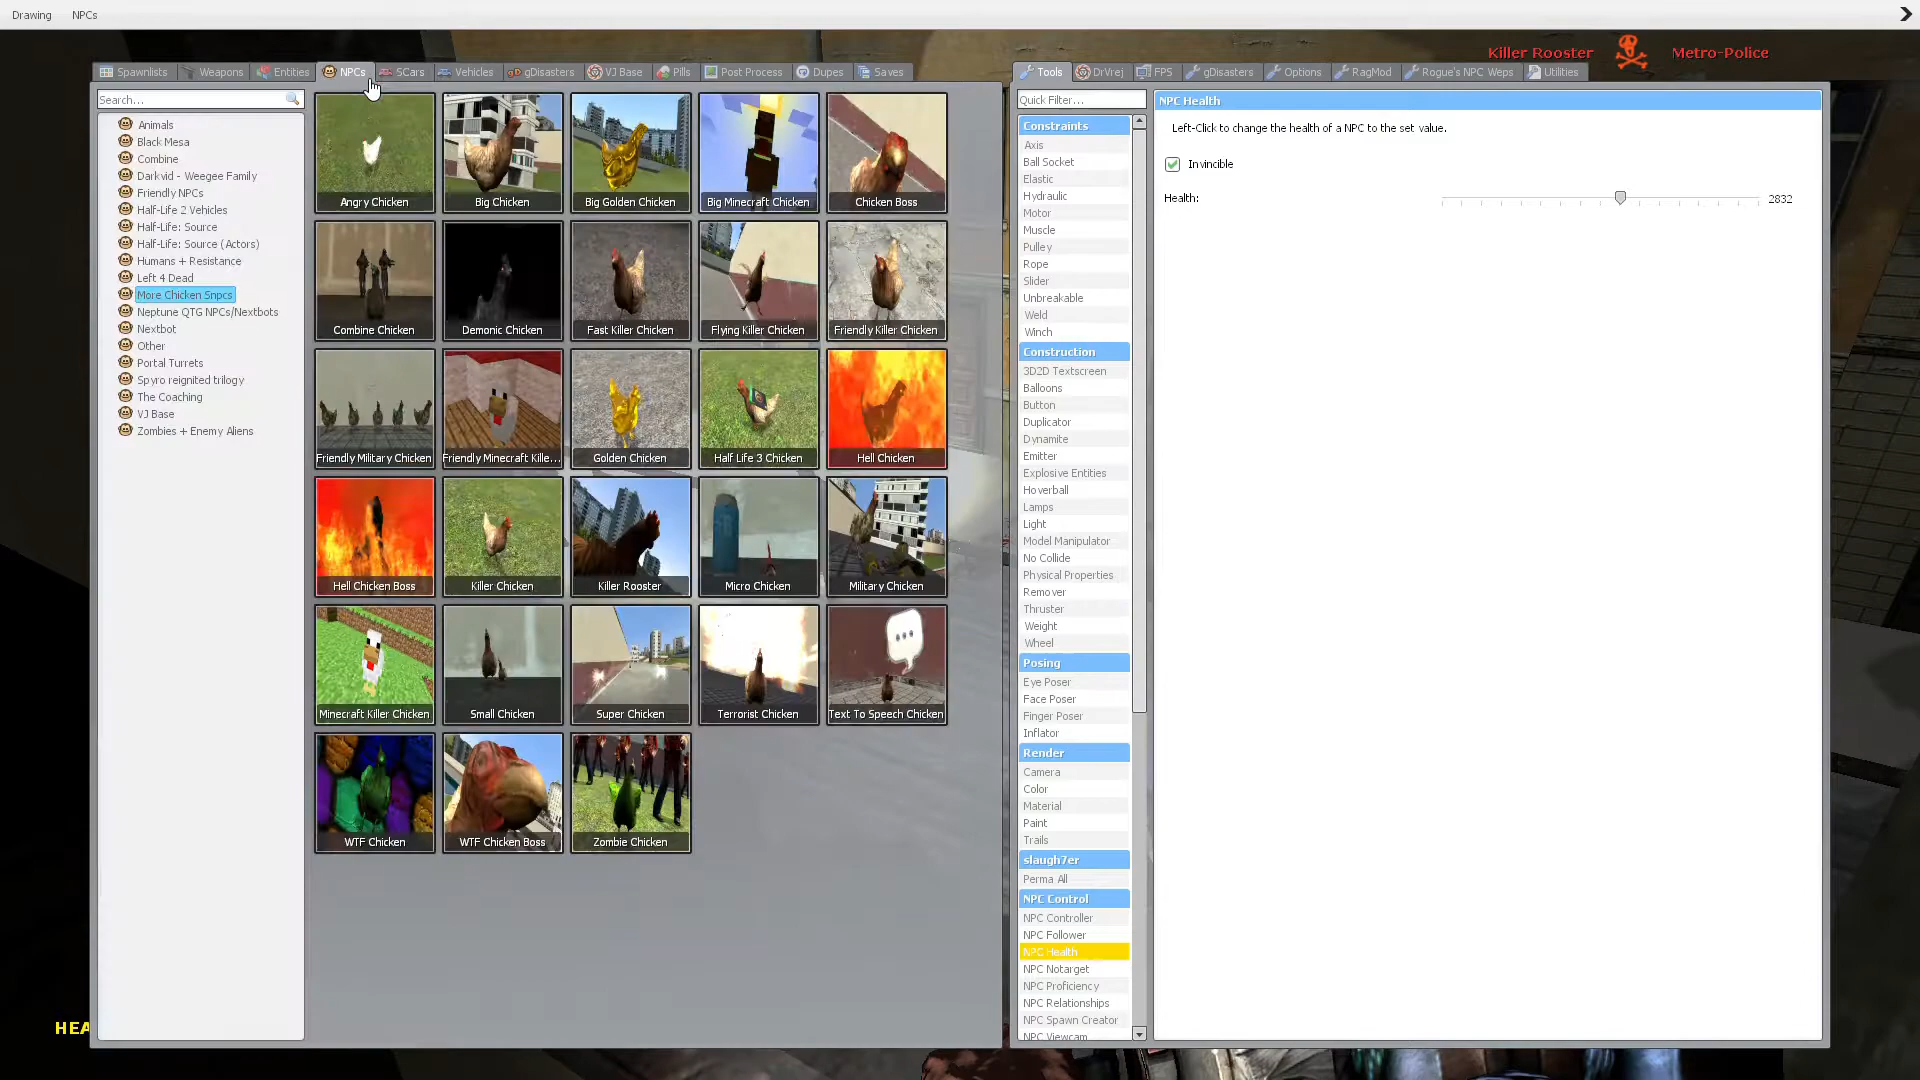 Drawing NPCs
Killer Rooster Metro-Police
Spawnlists Weapons Entities NPCs SCars Vehicles gDisasters VJ Base Pills Post Process Dupes Saves
Tools DrVrej FPS gDisasters Options RagMod Rogue's NPC Weps Utilities
Search...
Animals
Black Mesa
Combine
Darkvid - Weegee Family
Friendly NPCs
Half-Life 2 Vehicles
Half-Life: Source
Half-Life: Source (Actors)
Humans + Resistance
Left 4 Dead
More Chicken Snpcs
Neptune QTG NPCs/Nextbots
Nextbot
Other
Portal Turrets
Spyro reignited trilogy
The Coaching
VJ Base
Zombies + Enemy Aliens
Angry Chicken Big Chicken Big Golden Chicken Big Minecraft Chicken Chicken Boss
Combine Chicken Demonic Chicken Fast Killer Chicken Flying Killer Chicken Friendly Killer Chicken
Friendly Military Chicken Friendly Minecraft Kille... Golden Chicken Half Life 3 Chicken Hell Chicken
Hell Chicken Boss Killer Chicken Killer Rooster Micro Chicken Military Chicken
Minecraft Killer Chicken Small Chicken Super Chicken Terrorist Chicken Text To Speech Chicken
WTF Chicken WTF Chicken Boss Zombie Chicken
Quick Filter...
Constraints
Axis
Ball Socket
Elastic
Hydraulic
Motor
Muscle
Pulley
Rope
Slider
Unbreakable
Weld
Winch
Construction
3D2D Textscreen
Balloons
Button
Duplicator
Dynamite
Emitter
Explosive Entities
Hoverball
Lamps
Light
Model Manipulator
No Collide
Physical Properties
Remover
Thruster
Weight
Wheel
Posing
Eye Poser
Face Poser
Finger Poser
Inflator
Render
Camera
Color
Material
Paint
Trails
slaugh7er
Perma All
NPC Control
NPC Controller
NPC Follower
NPC Health
NPC Notarget
NPC Proficiency
NPC Relationships
NPC Spawn Creator
NPC Viewcam
NPC Health
Left-Click to change the health of a NPC to the set value.
Invincible
Health: 2832
HEA